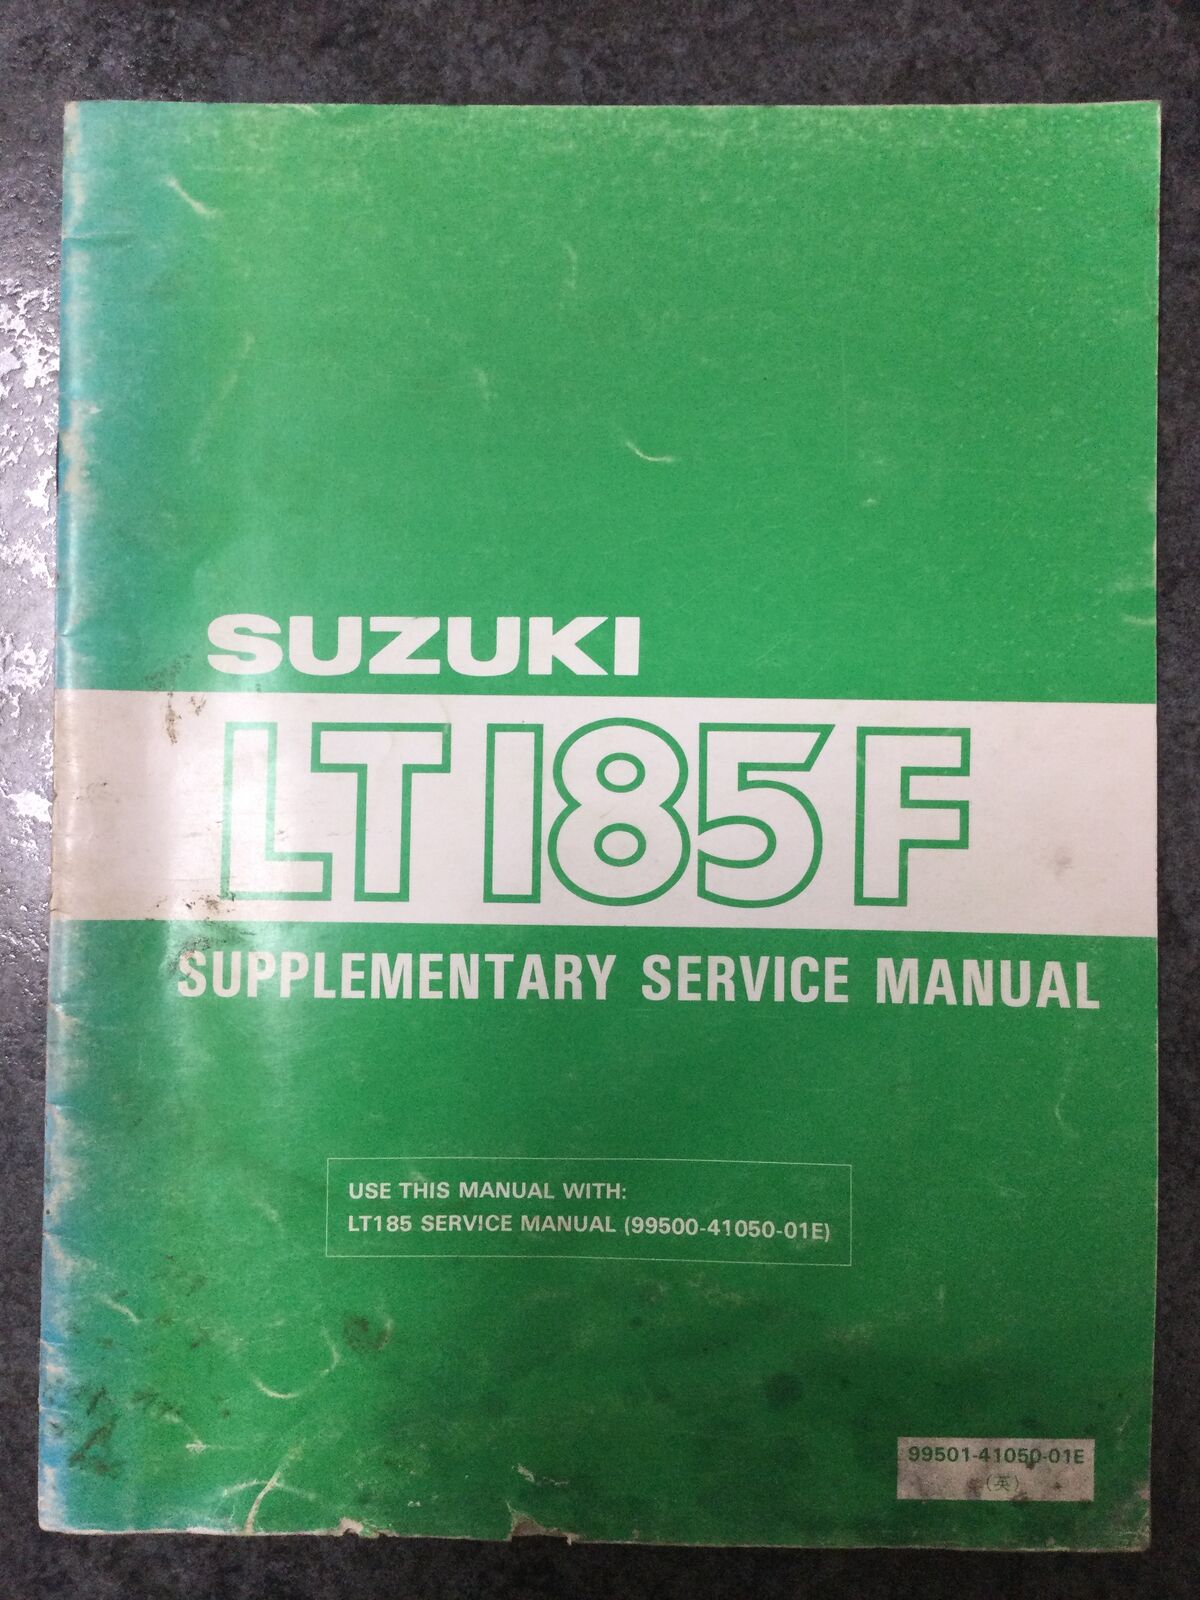 SUZUKI
LT185F
SUPPLEMENTARY SERVICE MANUAL
USE THIS MANUAL WITH:
LT185 SERVICE MANUAL (99500-41050-01E)
99501-41050-01E
(英)